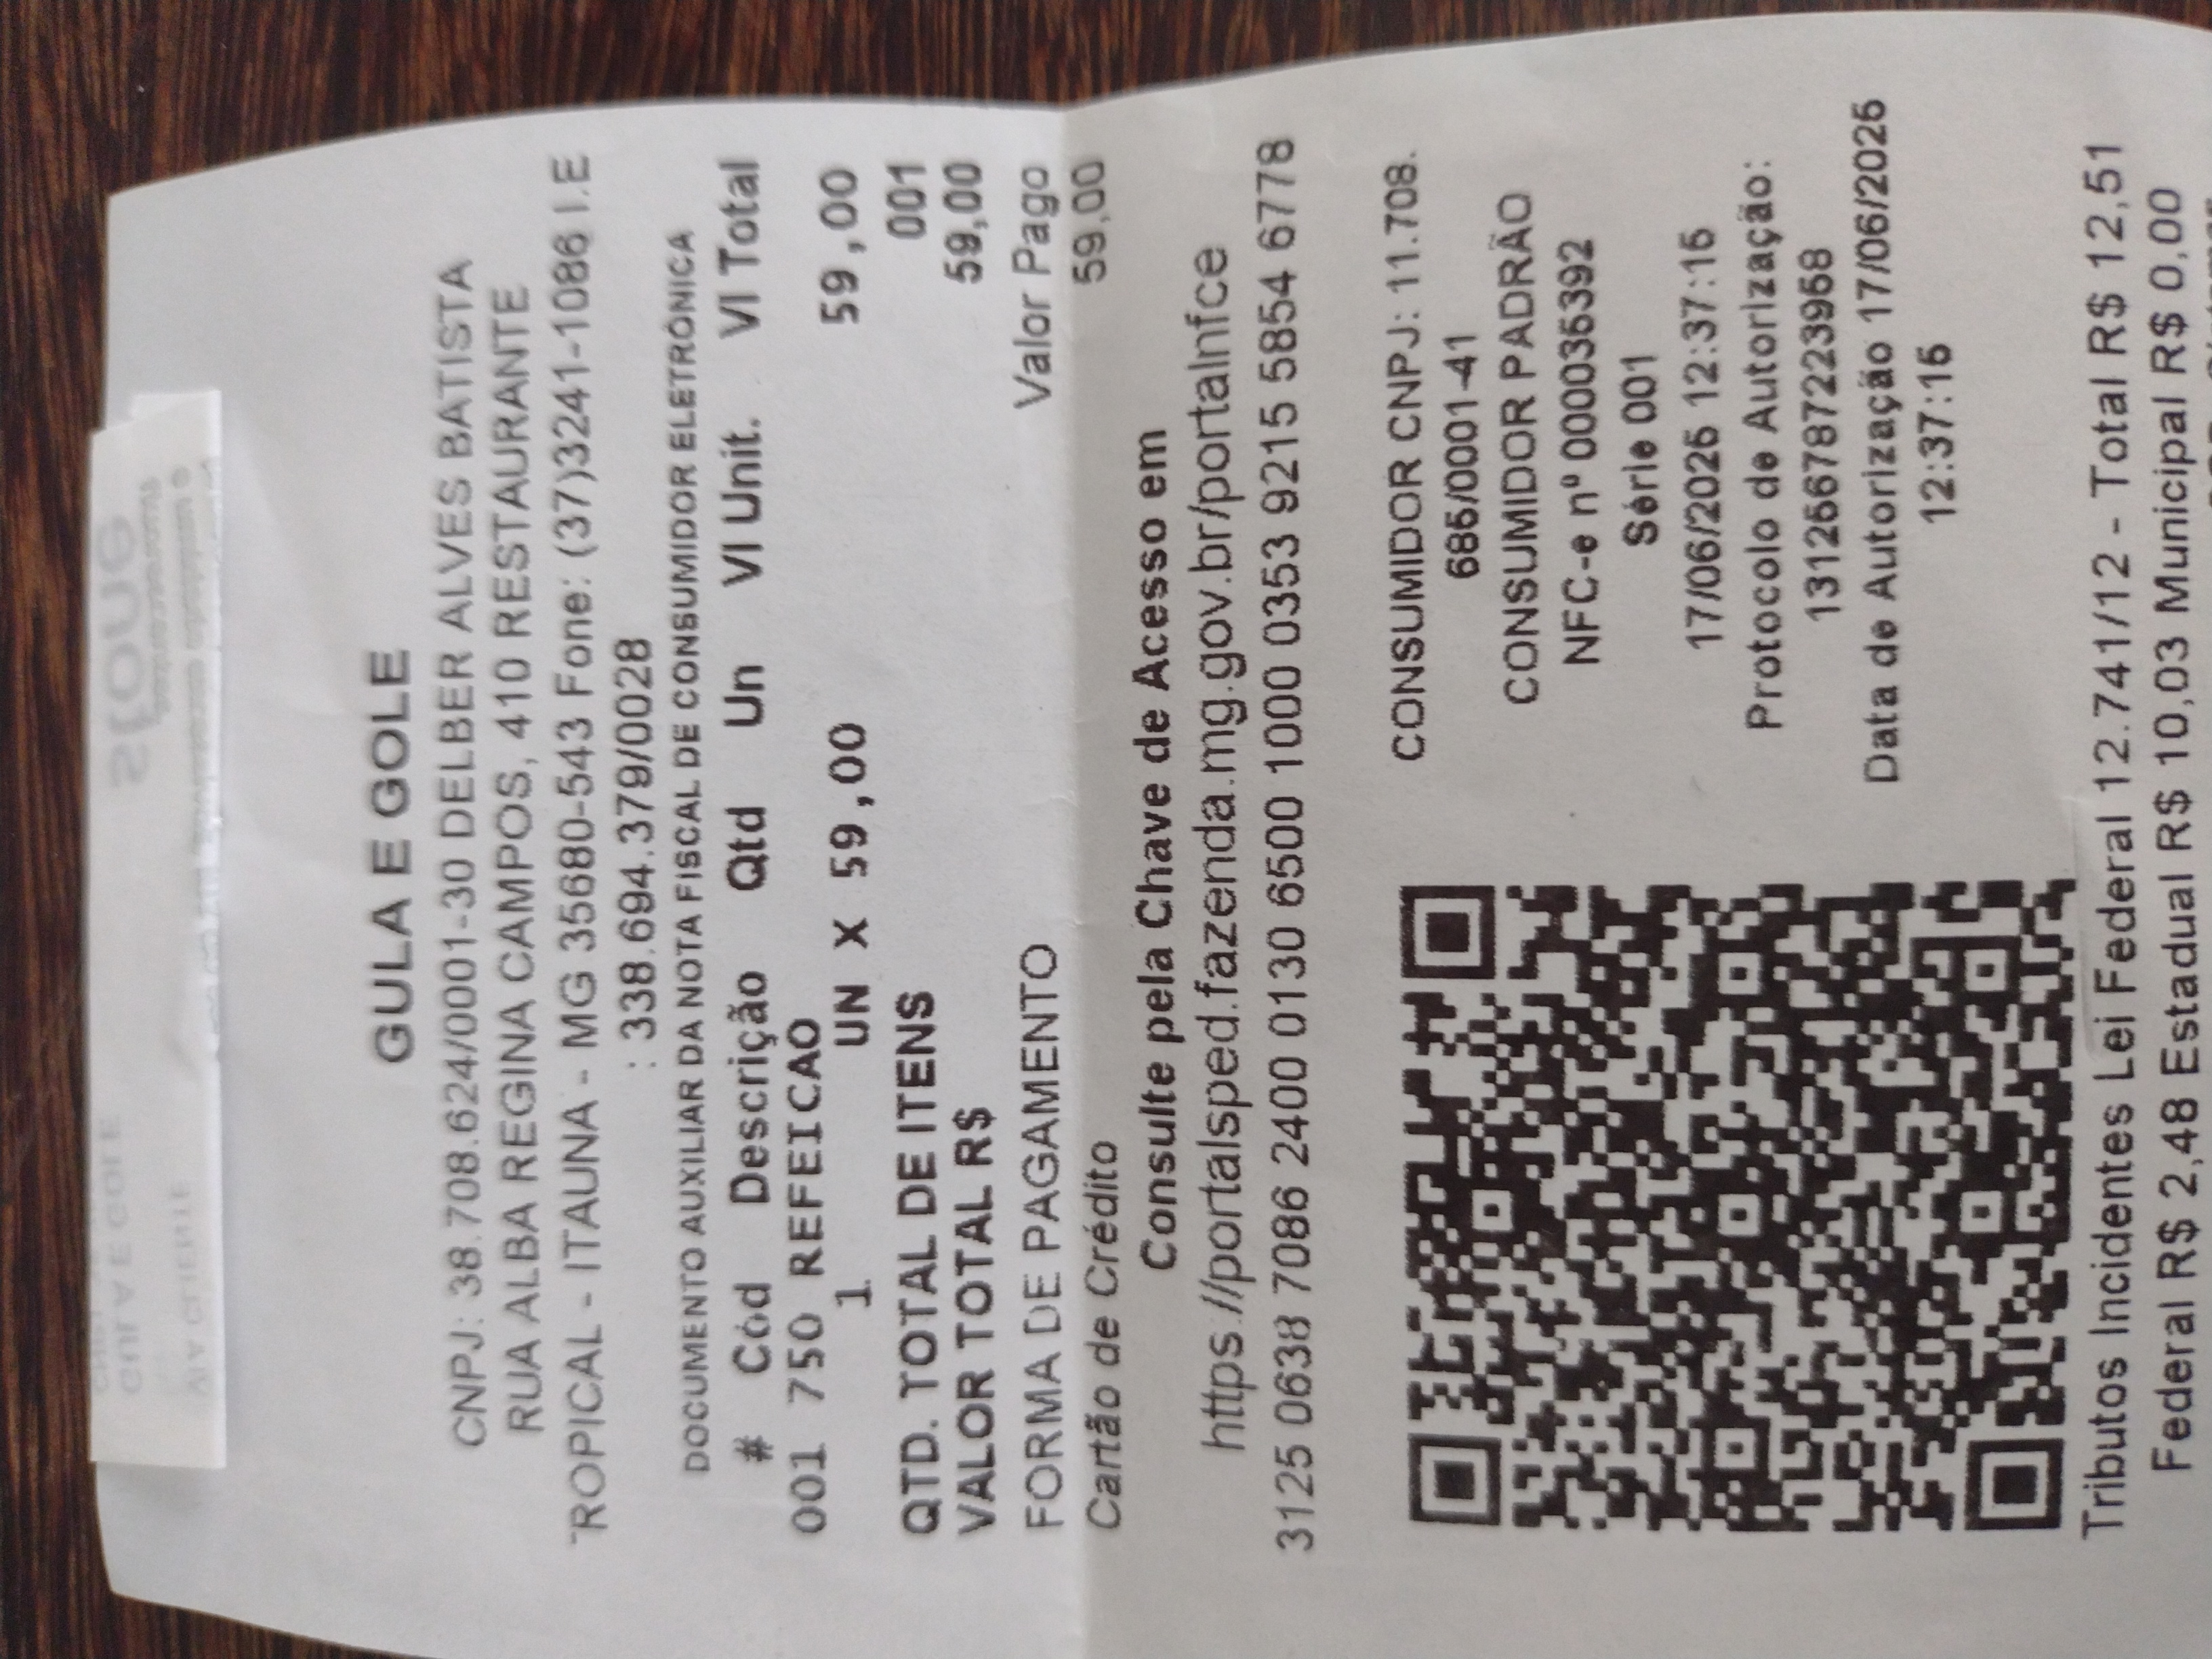 GULA E GOLE
CNPJ: 38.708.624/0001-30 DELBER ALVES BATISTA
RUA ALBA REGINA CAMPOS, 410 RESTAURANTE
TROPICAL - ITAUNA - MG 35680-543 Fone: (37)3241-1086 I.E
: 338.694.379/0028
DOCUMENTO AUXILIAR DA NOTA FISCAL DE CONSUMIDOR ELETRÔNICA
# Cód Descrição Qtd Un Vl Unit. Vl Total
001 750 REFEICAO
1 UN X 59,00 59,00
QTD. TOTAL DE ITENS 001
VALOR TOTAL R$ 59,00
FORMA DE PAGAMENTO Valor Pago
Cartão de Crédito 59,00
Consulte pela Chave de Acesso em
https://portalsped.fazenda.mg.gov.br/portalnfce
3125 0638 7086 2400 0130 6500 1000 0353 9215 5854 6778
CONSUMIDOR CNPJ: 11.708.
685/0001-41
CONSUMIDOR PADRÃO
NFC-e nº 000035392
Série 001
17/06/2025 12:37:15
Protocolo de Autorização:
131256787223958
Data de Autorização 17/06/2025
12:37:15
Tributos Incidentes Lei Federal 12.741/12 - Total R$ 12,51
Federal R$ 2,48 Estadual R$ 10,03 Municipal R$ 0,00